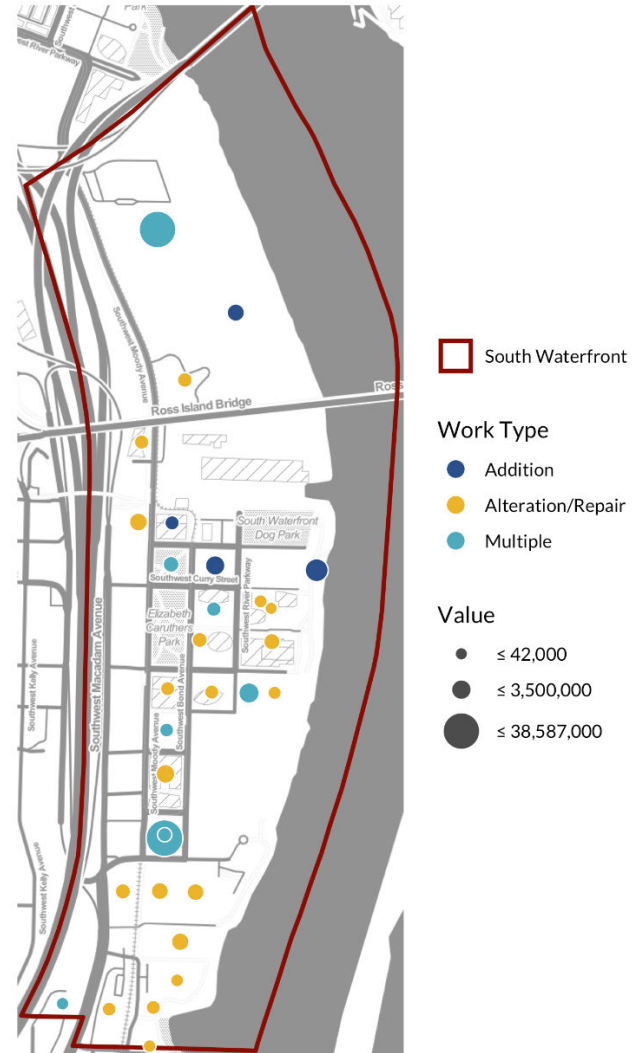 Southwest
Park
west River Parkway
Southwest Moody Avenue
Ross Island Bridge
Ross
South Waterfront
Dog Park
Southwest Curry Street
Southwest River Parkway
Elizabeth
Caruthers
Park
Southwest Bond Avenue
Southwest Moody Avenue
Southwest Macadam Avenue
Southwest Kelly Avenue
Southwest Kelly Avenue
South Waterfront
Work Type
Addition
Alteration/Repair
Multiple
Value
≤ 42,000
≤ 3,500,000
≤ 38,587,000